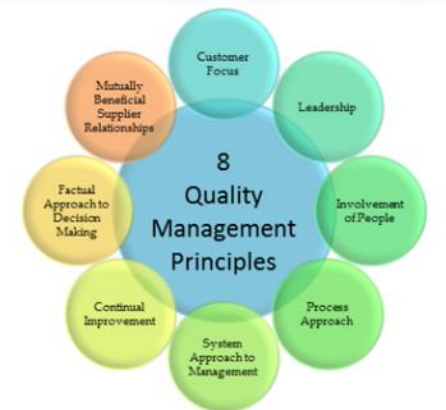 8
Quality
Management
Principles
Customer
Focus
Leadership
Involvement
of People
Process
Approach
System
Approach to
Management
Continual
Improvement
Factual
Approach to
Decision
Making
Mutually
Beneficial
Supplier
Relationships